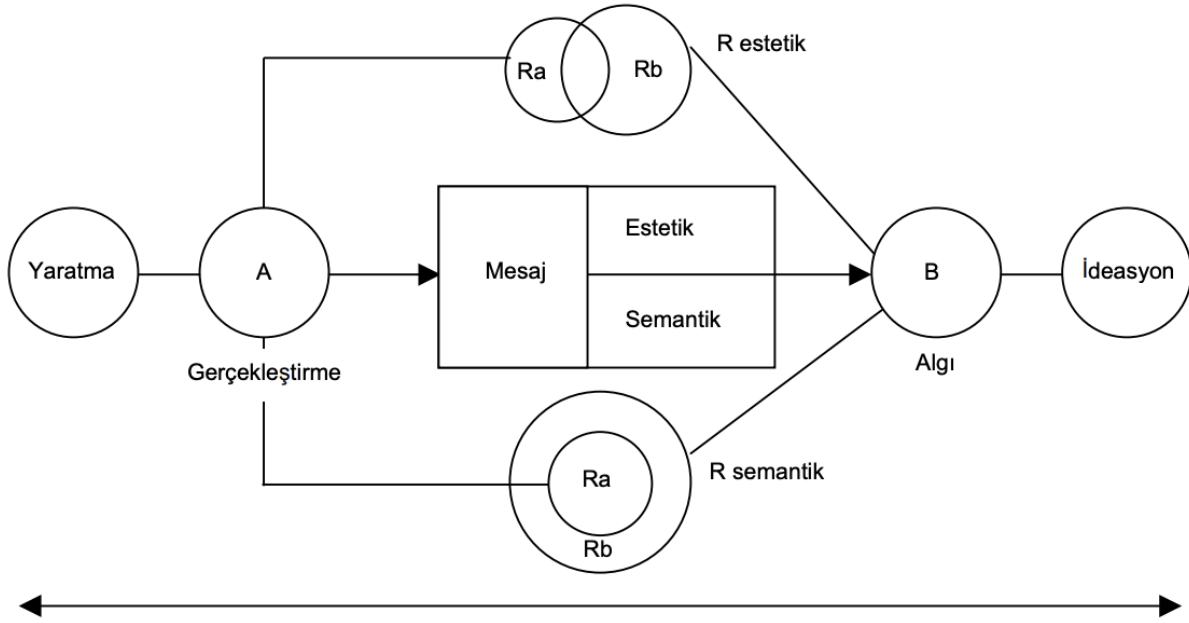 R estetik
Ra
Rb
Estetik
Yaratma
A
Mesaj
B
İdeasyon
Semantik
Gerçekleştirme
Algı
R semantik
Ra
Rb